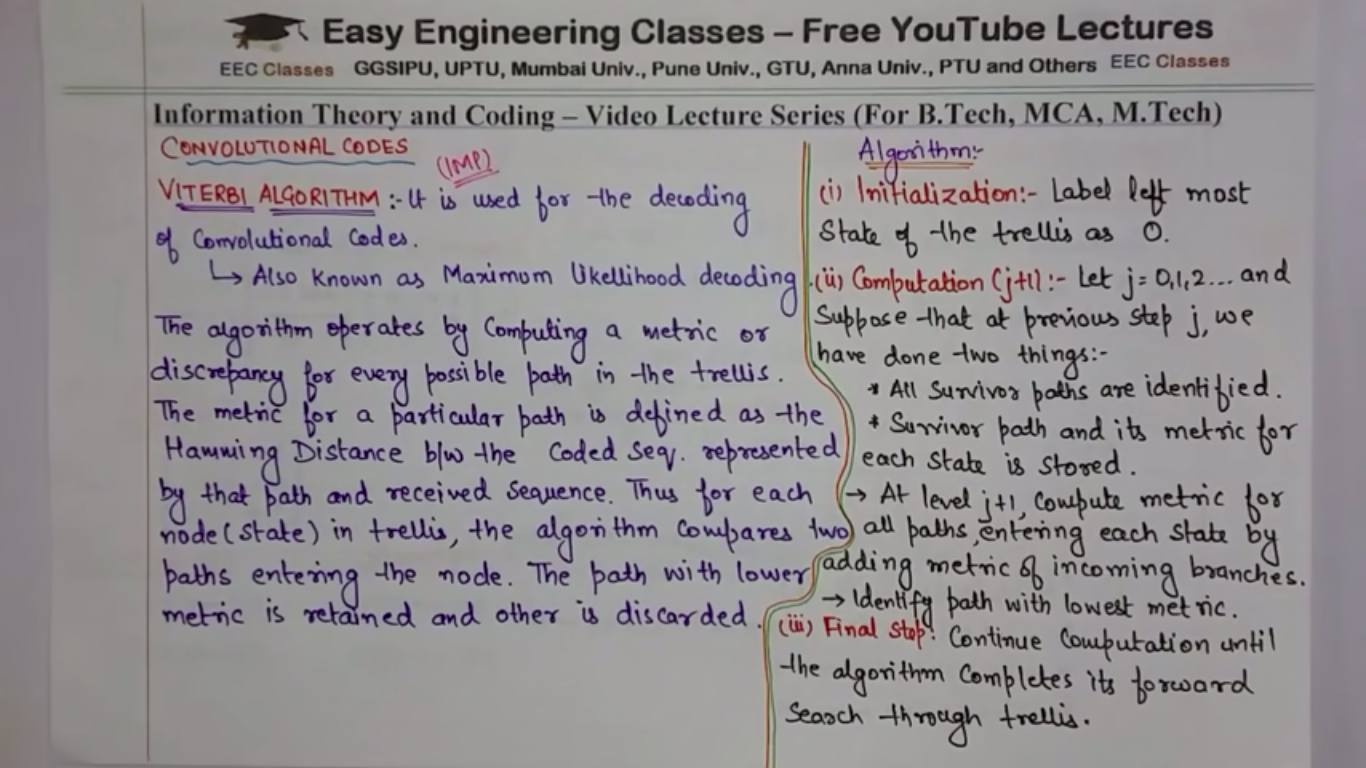 Easy Engineering Classes – Free YouTube Lectures
EEC Classes GGSIPU, UPTU, Mumbai Univ., Pune Univ., GTU, Anna Univ., PTU and Others EEC Classes
Information Theory and Coding – Video Lecture Series (For B.Tech, MCA, M.Tech)
CONVOLUTIONAL CODES
(IMP)
VITERBI ALGORITHM :- It is used for the decoding
of Convolutional Codes.
↳ Also known as Maximum likellihood decoding
The algorithm operates by Computing a metric or
discrepancy for every possible path in the trellis.
The metric for a particular path is defined as the
Hamming Distance b/w the Coded Seq. represented
by that path and received sequence. Thus for each
node (state) in trellis, the algorithm compares two
paths entering the node. The path with lower
metric is retained and other is discarded.
Algorithm:-
(i) Initialization:- Label left most
State of the trellis as 0.
(ii) Computation (j+1) :- Let j = 0,1,2... and
Suppose that at previous step j, we
have done two things:-
* All Survivor paths are identified.
* Survivor path and its metric for
each State is stored.
→ At level j+1, Compute metric for
all paths entering each state by
adding metric of incoming branches.
→ Identify path with lowest metric.
(iii) Final Step: Continue Computation until
the algorithm Completes its forward
Search through trellis.